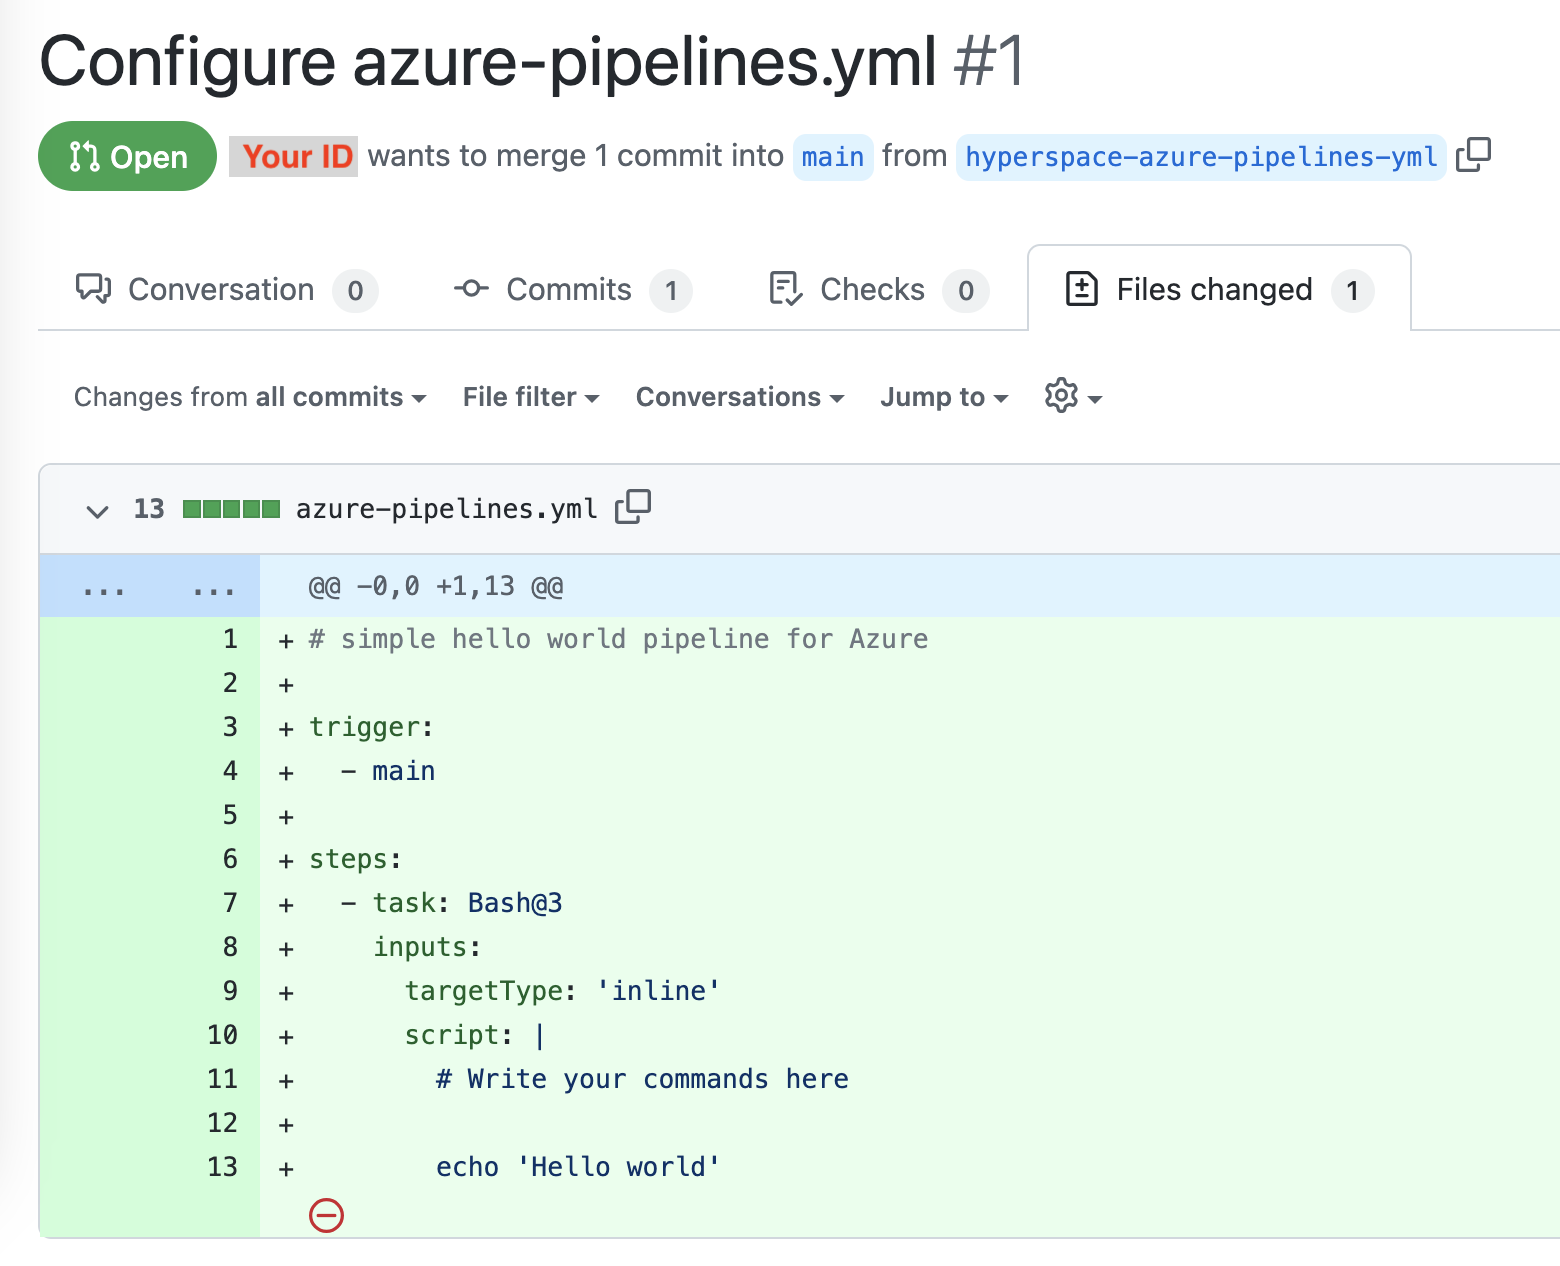 Configure azure-pipelines.yml #1
Open Your ID wants to merge 1 commit into main from hyperspace-azure-pipelines-yml
Conversation 0 Commits 1 Checks 0 Files changed 1
Changes from all commits File filter Conversations Jump to
13 azure-pipelines.yml
... ... @@ -0,0 +1,13 @@
1 + # simple hello world pipeline for Azure
2 +
3 + trigger:
4 + - main
5 +
6 + steps:
7 + - task: Bash@3
8 + inputs:
9 + targetType: 'inline'
10 + script: |
11 + # Write your commands here
12 +
13 + echo 'Hello world'